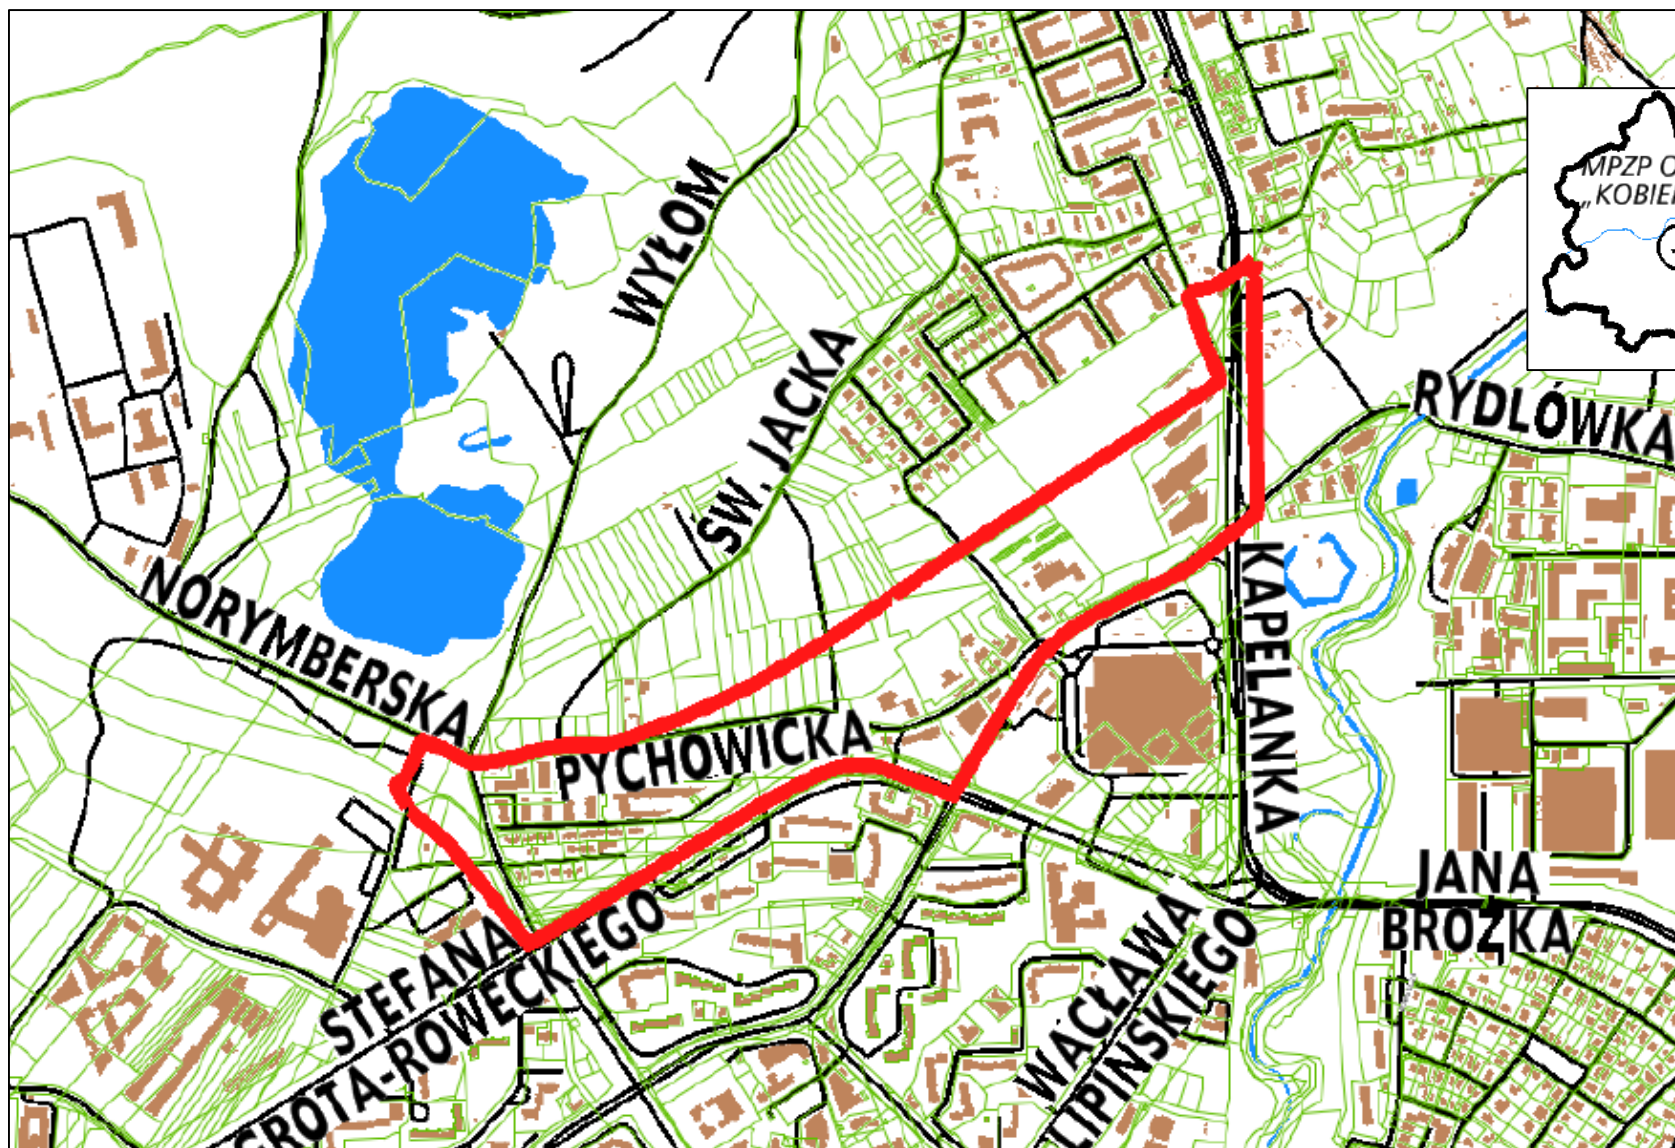 WYŁOM
MPZP O
„KOBIE
ŚW. JACKA
RYDLÓWKA
NORYMBERSKA
KAPELANKA
PYCHOWICKA
JANA
BROŻKA
STEFANA
GROTA-ROWECKIEGO
WACŁAWA
LIPIŃSKIEGO